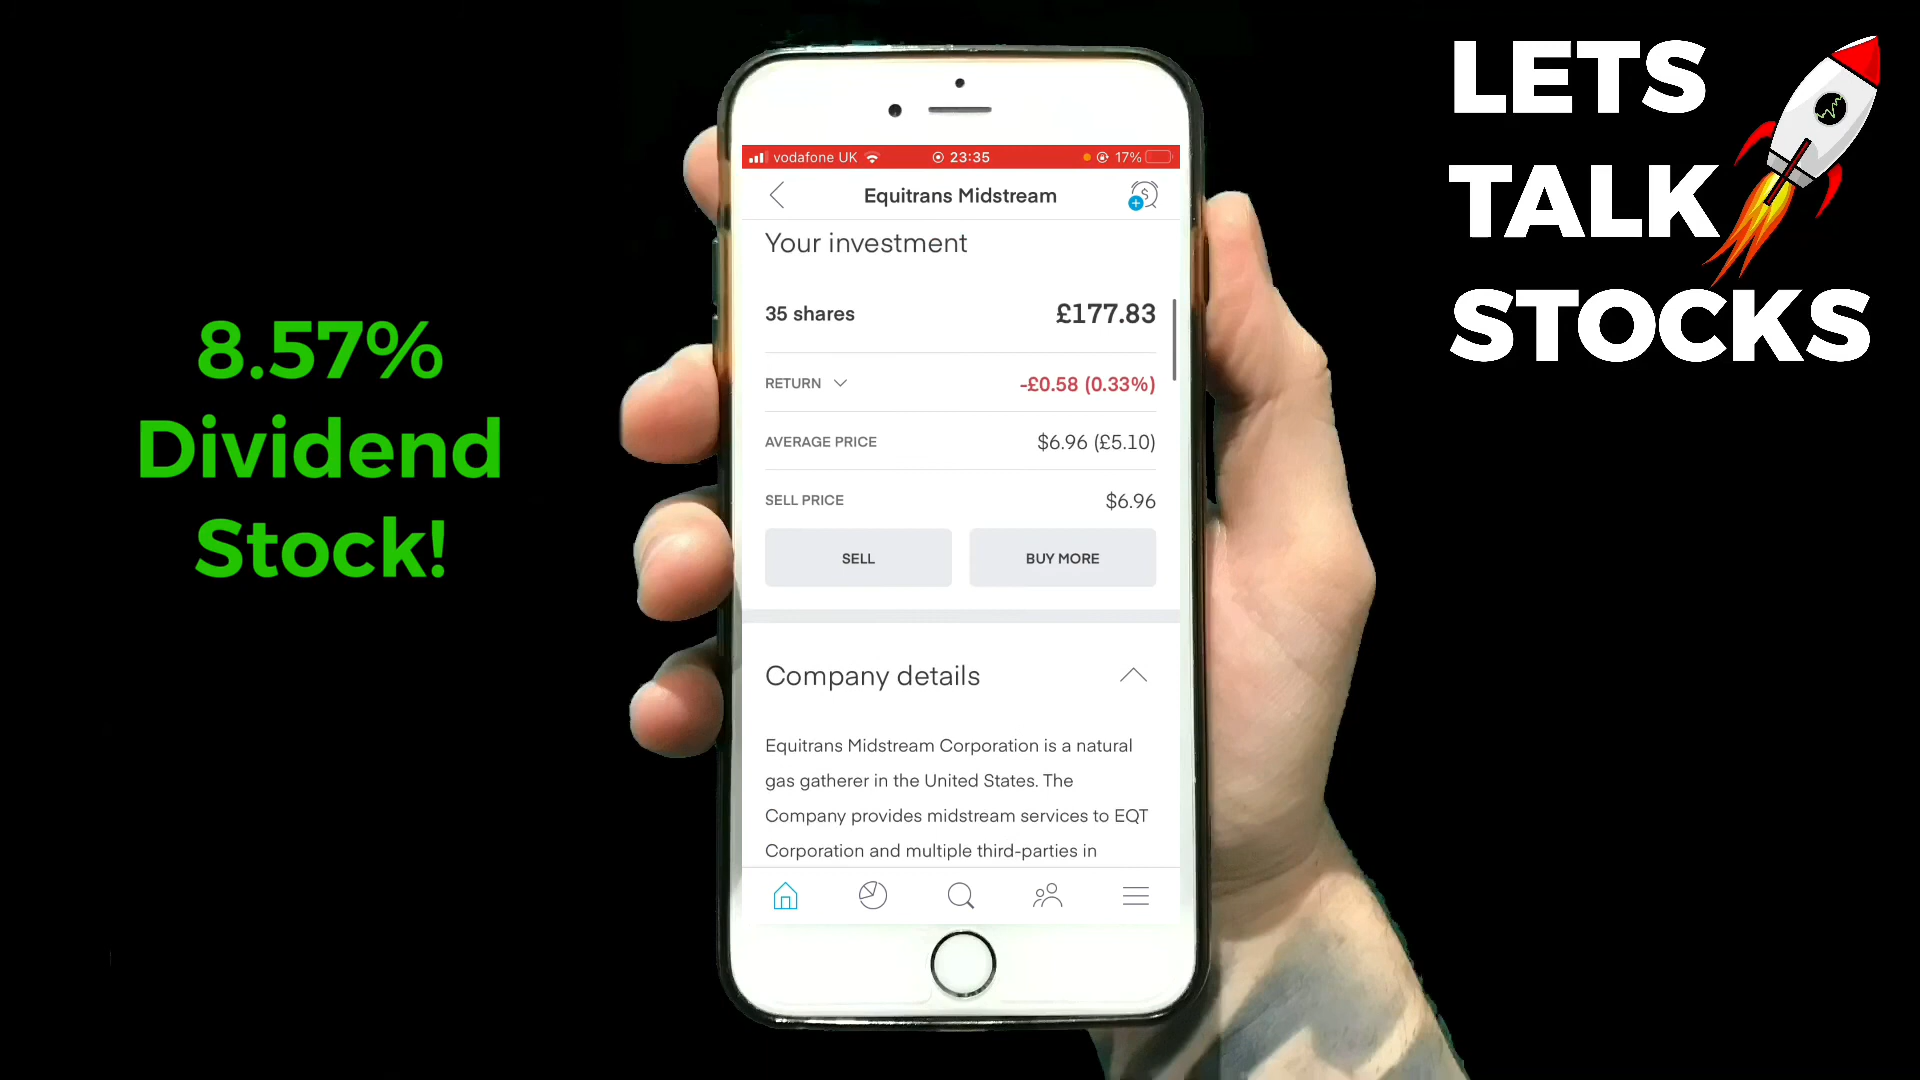 LETS
TALK
STOCKS
8.57%
Dividend
Stock!
vodafone UK 23:35 17%
Equitrans Midstream
Your investment
35 shares £177.83
RETURN -£0.58 (0.33%)
AVERAGE PRICE $6.96 (£5.10)
SELL PRICE $6.96
SELL BUY MORE
Company details
Equitrans Midstream Corporation is a natural
gas gatherer in the United States. The
Company provides midstream services to EQT
Corporation and multiple third-parties in